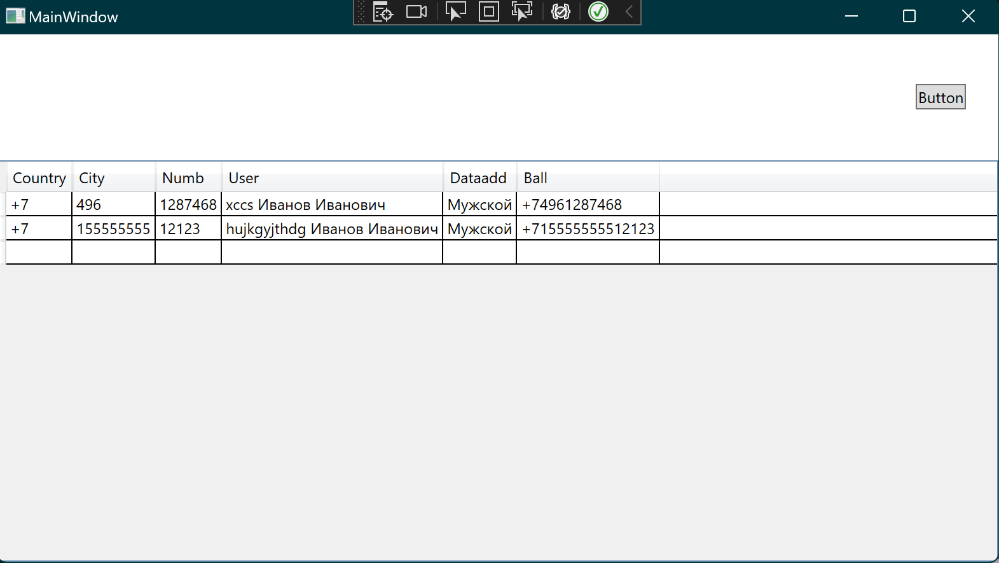 MainWindow
Button
Country City Numb User Dataadd Ball
+7 496 1287468 xccs Иванов Иванович Мужской +74961287468
+7 155555555 12123 hujkgyjthdg Иванов Иванович Мужской +715555555512123